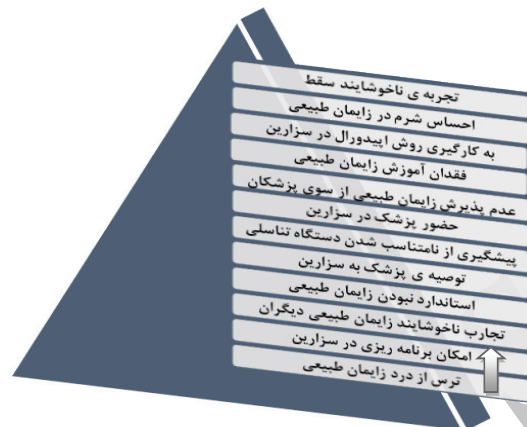 تجربه ی ناخوشایند سقط
احساس شرم در زایمان طبیعی
به کارگیری روش اپیدورال در سزارین
فقدان آموزش زایمان طبیعی
عدم پذیرش زایمان طبیعی از سوی پزشکان
حضور پزشک در سزارین
پیشگیری از نامتناسب شدن دستگاه تناسلی
توصیه ی پزشک به سزارین
استاندارد نبودن زایمان طبیعی
تجارب ناخوشایند زایمان طبیعی دیگران
امکان برنامه ریزی در سزارین
ترس از درد زایمان طبیعی